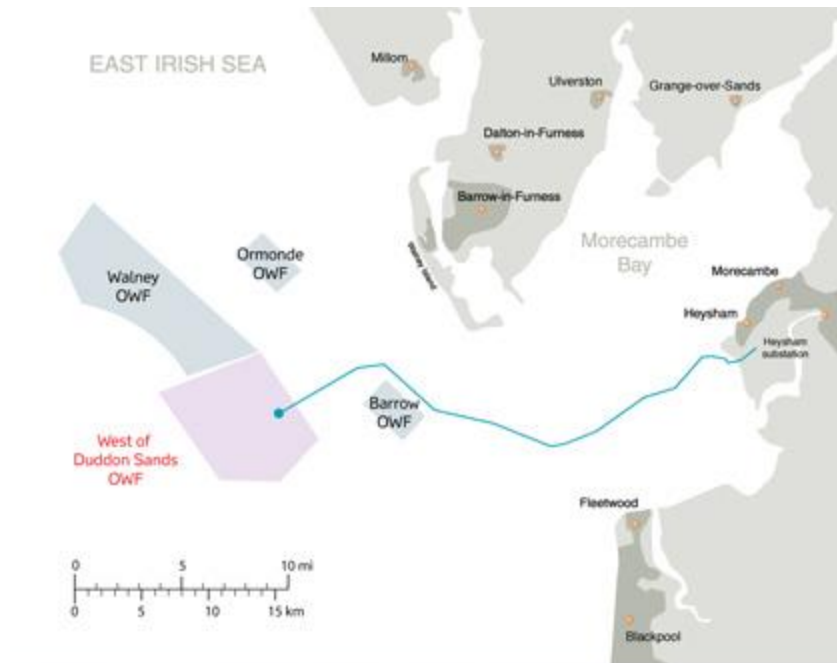 EAST IRISH SEA
Millom
Ulverston
Grange-over-Sands
Dalton-in-Furness
Barrow-in-Furness
Walney Island
Morecambe
Bay
Ormonde
OWF
Walney
OWF
Morecambe
Heysham
Heysham
substation
Barrow
OWF
West of
Duddon Sands
OWF
Fleetwood
0 5 10 mi
0 5 10 15 km
Blackpool